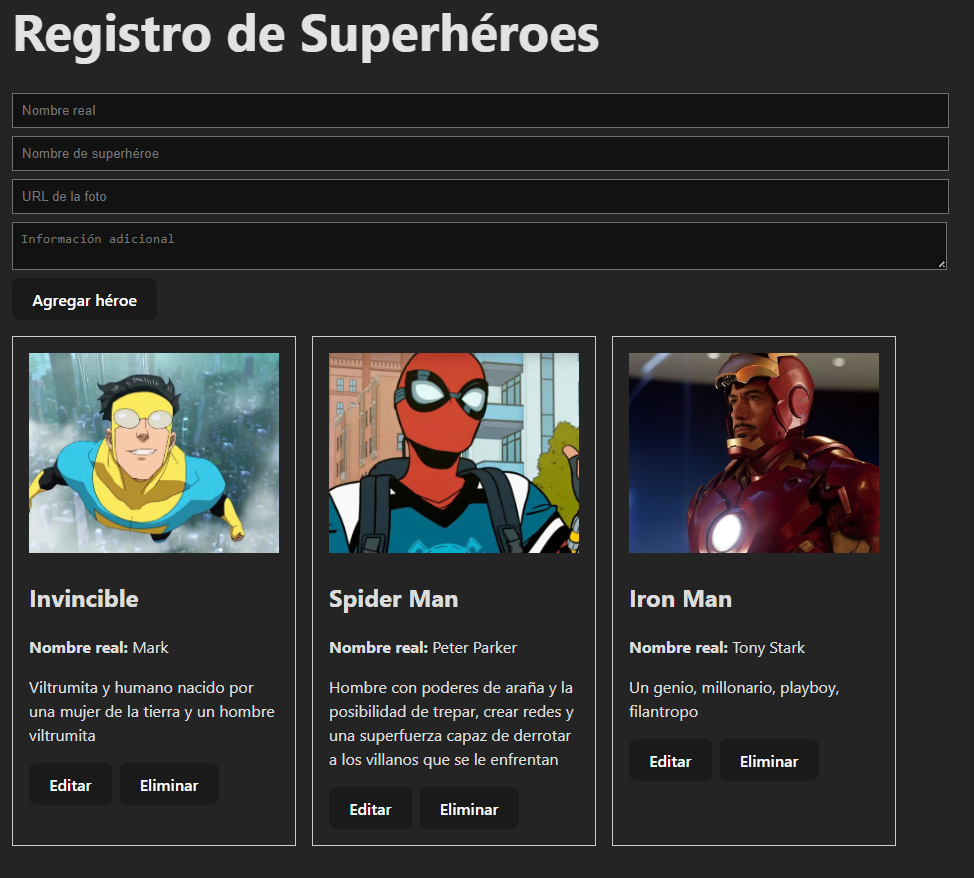 Registro de Superhéroes
Nombre real
Nombre de superhéroe
URL de la foto
Información adicional
Agregar héroe
Invincible
Nombre real: Mark
Viltrumita y humano nacido por
una mujer de la tierra y un hombre
viltrumita
Editar
Eliminar
Spider Man
Nombre real: Peter Parker
Hombre con poderes de araña y la
posibilidad de trepar, crear redes y
una superfuerza capaz de derrotar
a los villanos que se le enfrentan
Editar
Eliminar
Iron Man
Nombre real: Tony Stark
Un genio, millonario, playboy,
filantropo
Editar
Eliminar